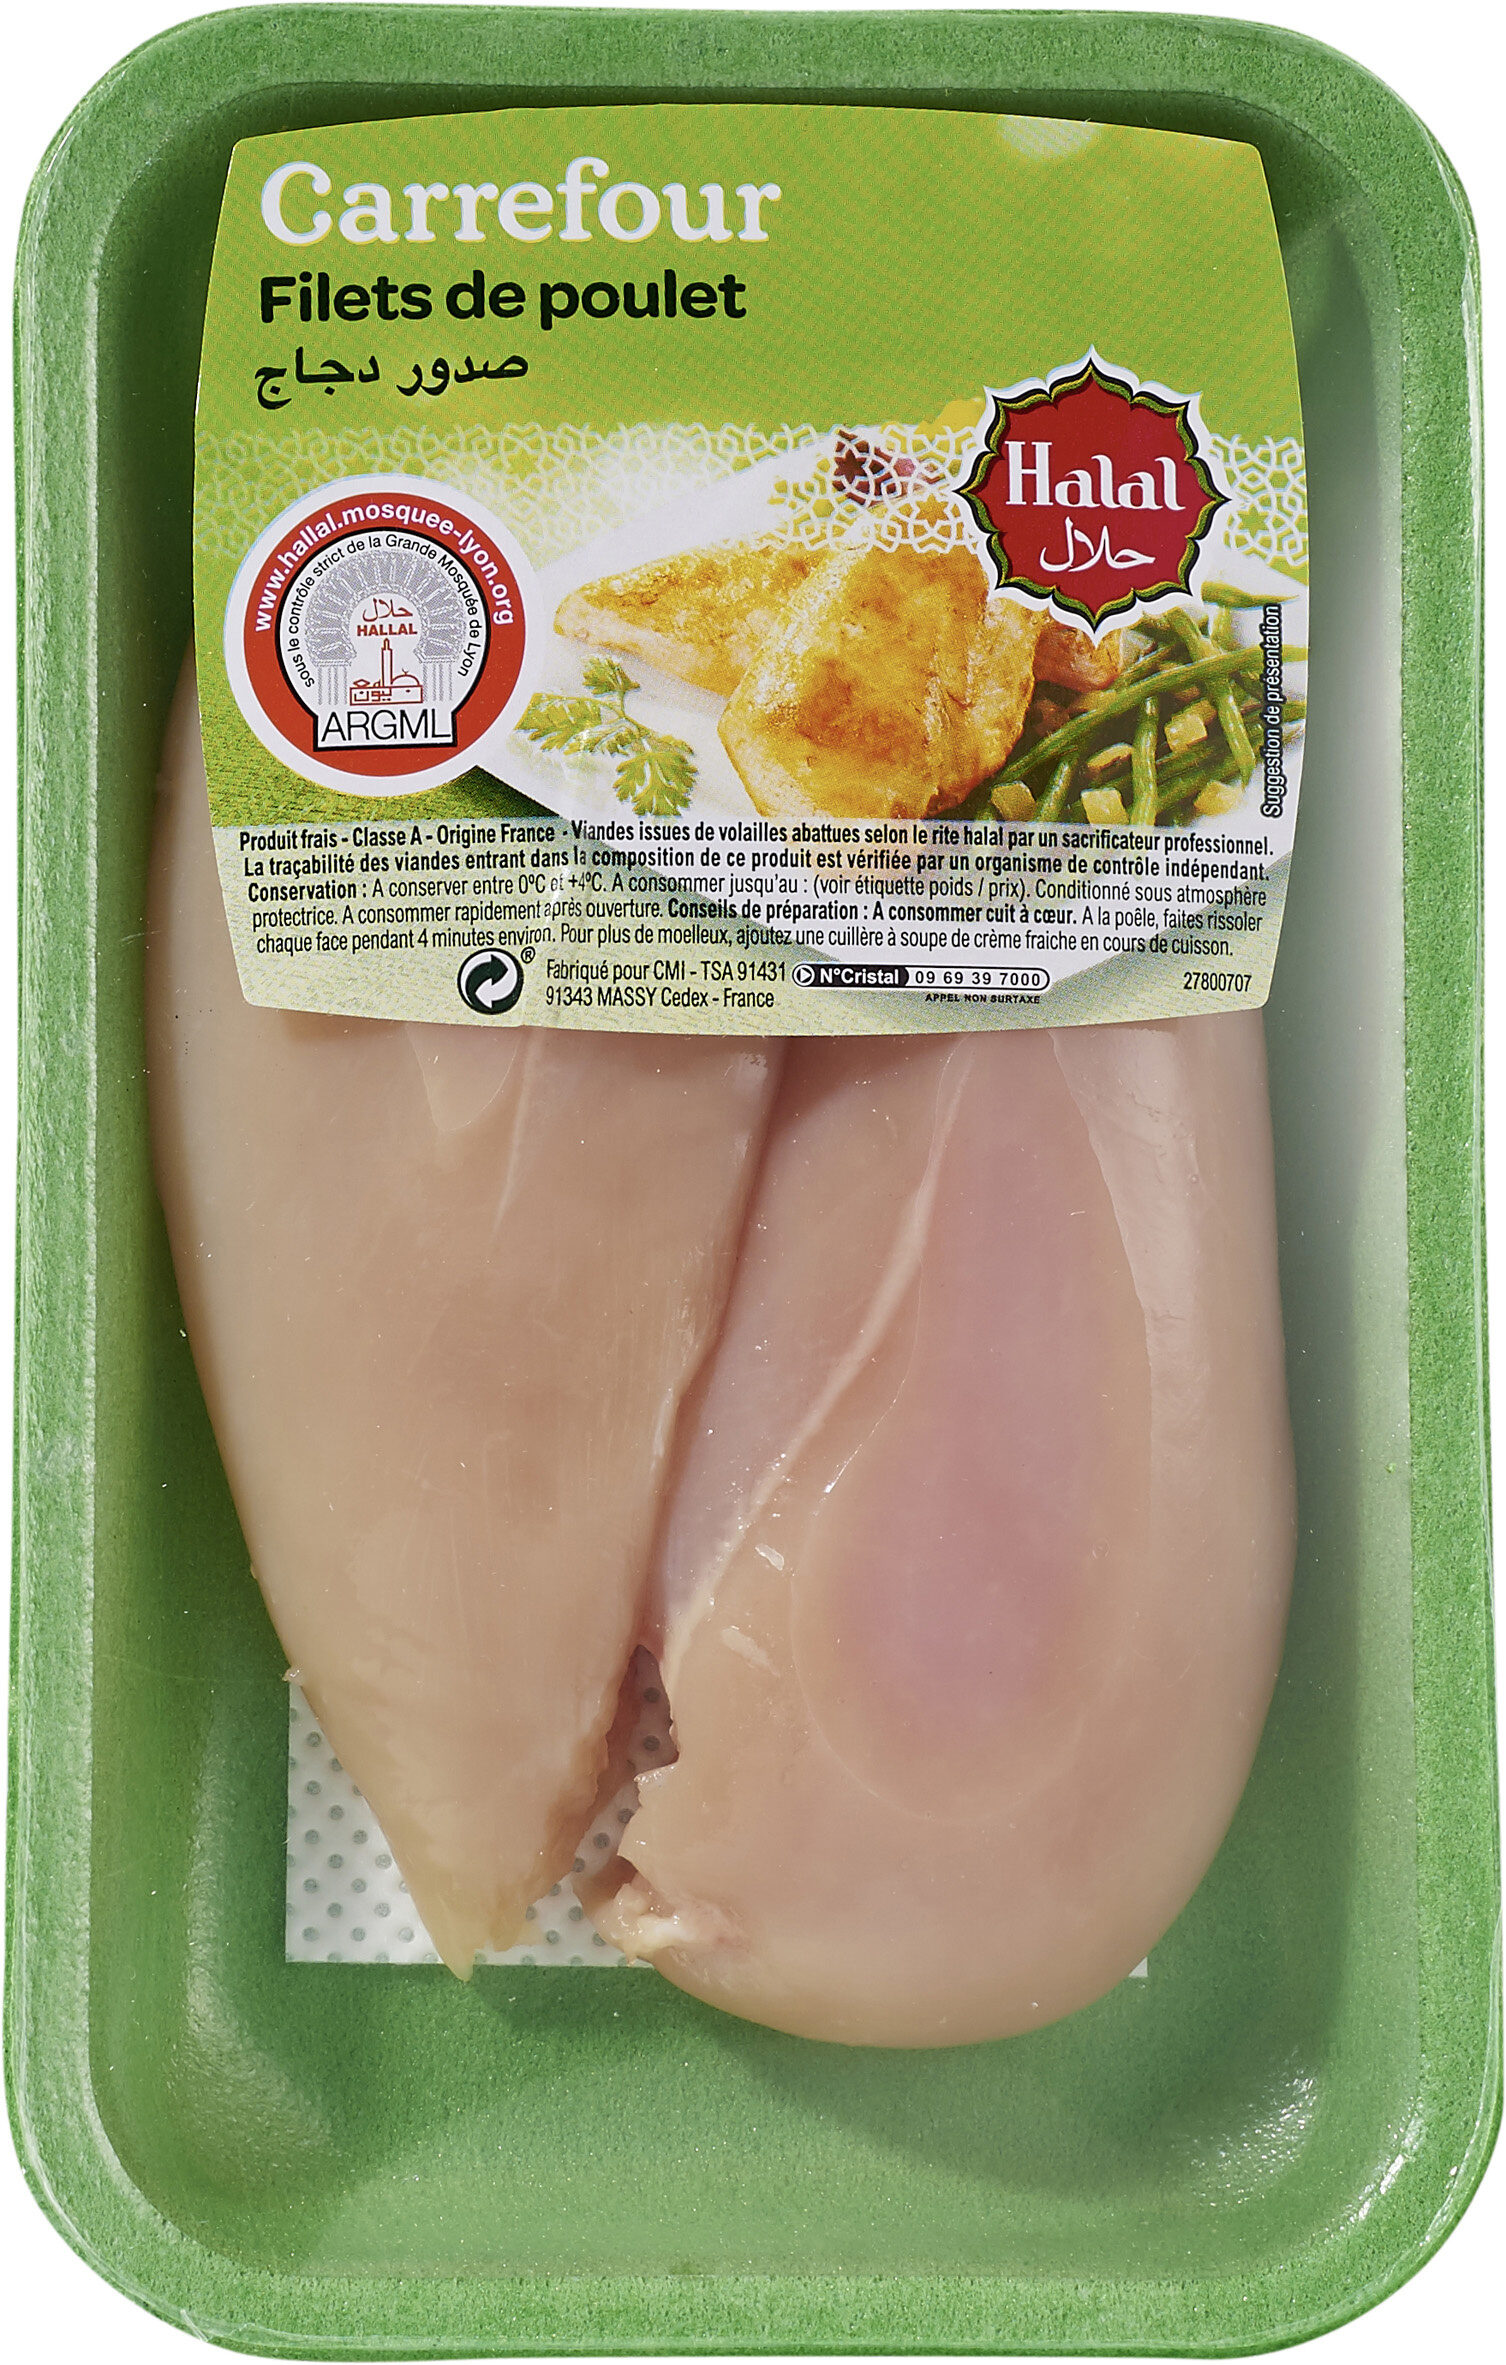 Carrefour
Filets de poulet
صدور دجاج
Halal
حلال
www.hallal.mosquee-lyon.org
sous le contrôle strict de la Grande Mosquée de Lyon
حلال
HALLAL
ARGML
Suggestion de présentation
Produit frais - Classe A - Origine France - Viandes issues de volailles abattues selon le rite halal par un sacrificateur professionnel.
La traçabilité des viandes entrant dans la composition de ce produit est vérifiée par un organisme de contrôle indépendant.
Conservation : A conserver entre 0°C et +4°C. A consommer jusqu'au : (voir étiquette poids / prix). Conditionné sous atmosphère
protectrice. A consommer rapidement après ouverture. Conseils de préparation : A consommer cuit à cœur. A la poêle, faites rissoler
chaque face pendant 4 minutes environ. Pour plus de moelleux, ajoutez une cuillère à soupe de crème fraiche en cours de cuisson.
® Fabriqué pour CMI - TSA 91431 N°Cristal 09 69 39 7000 27800707
91343 MASSY Cedex - France APPEL NON SURTAXE